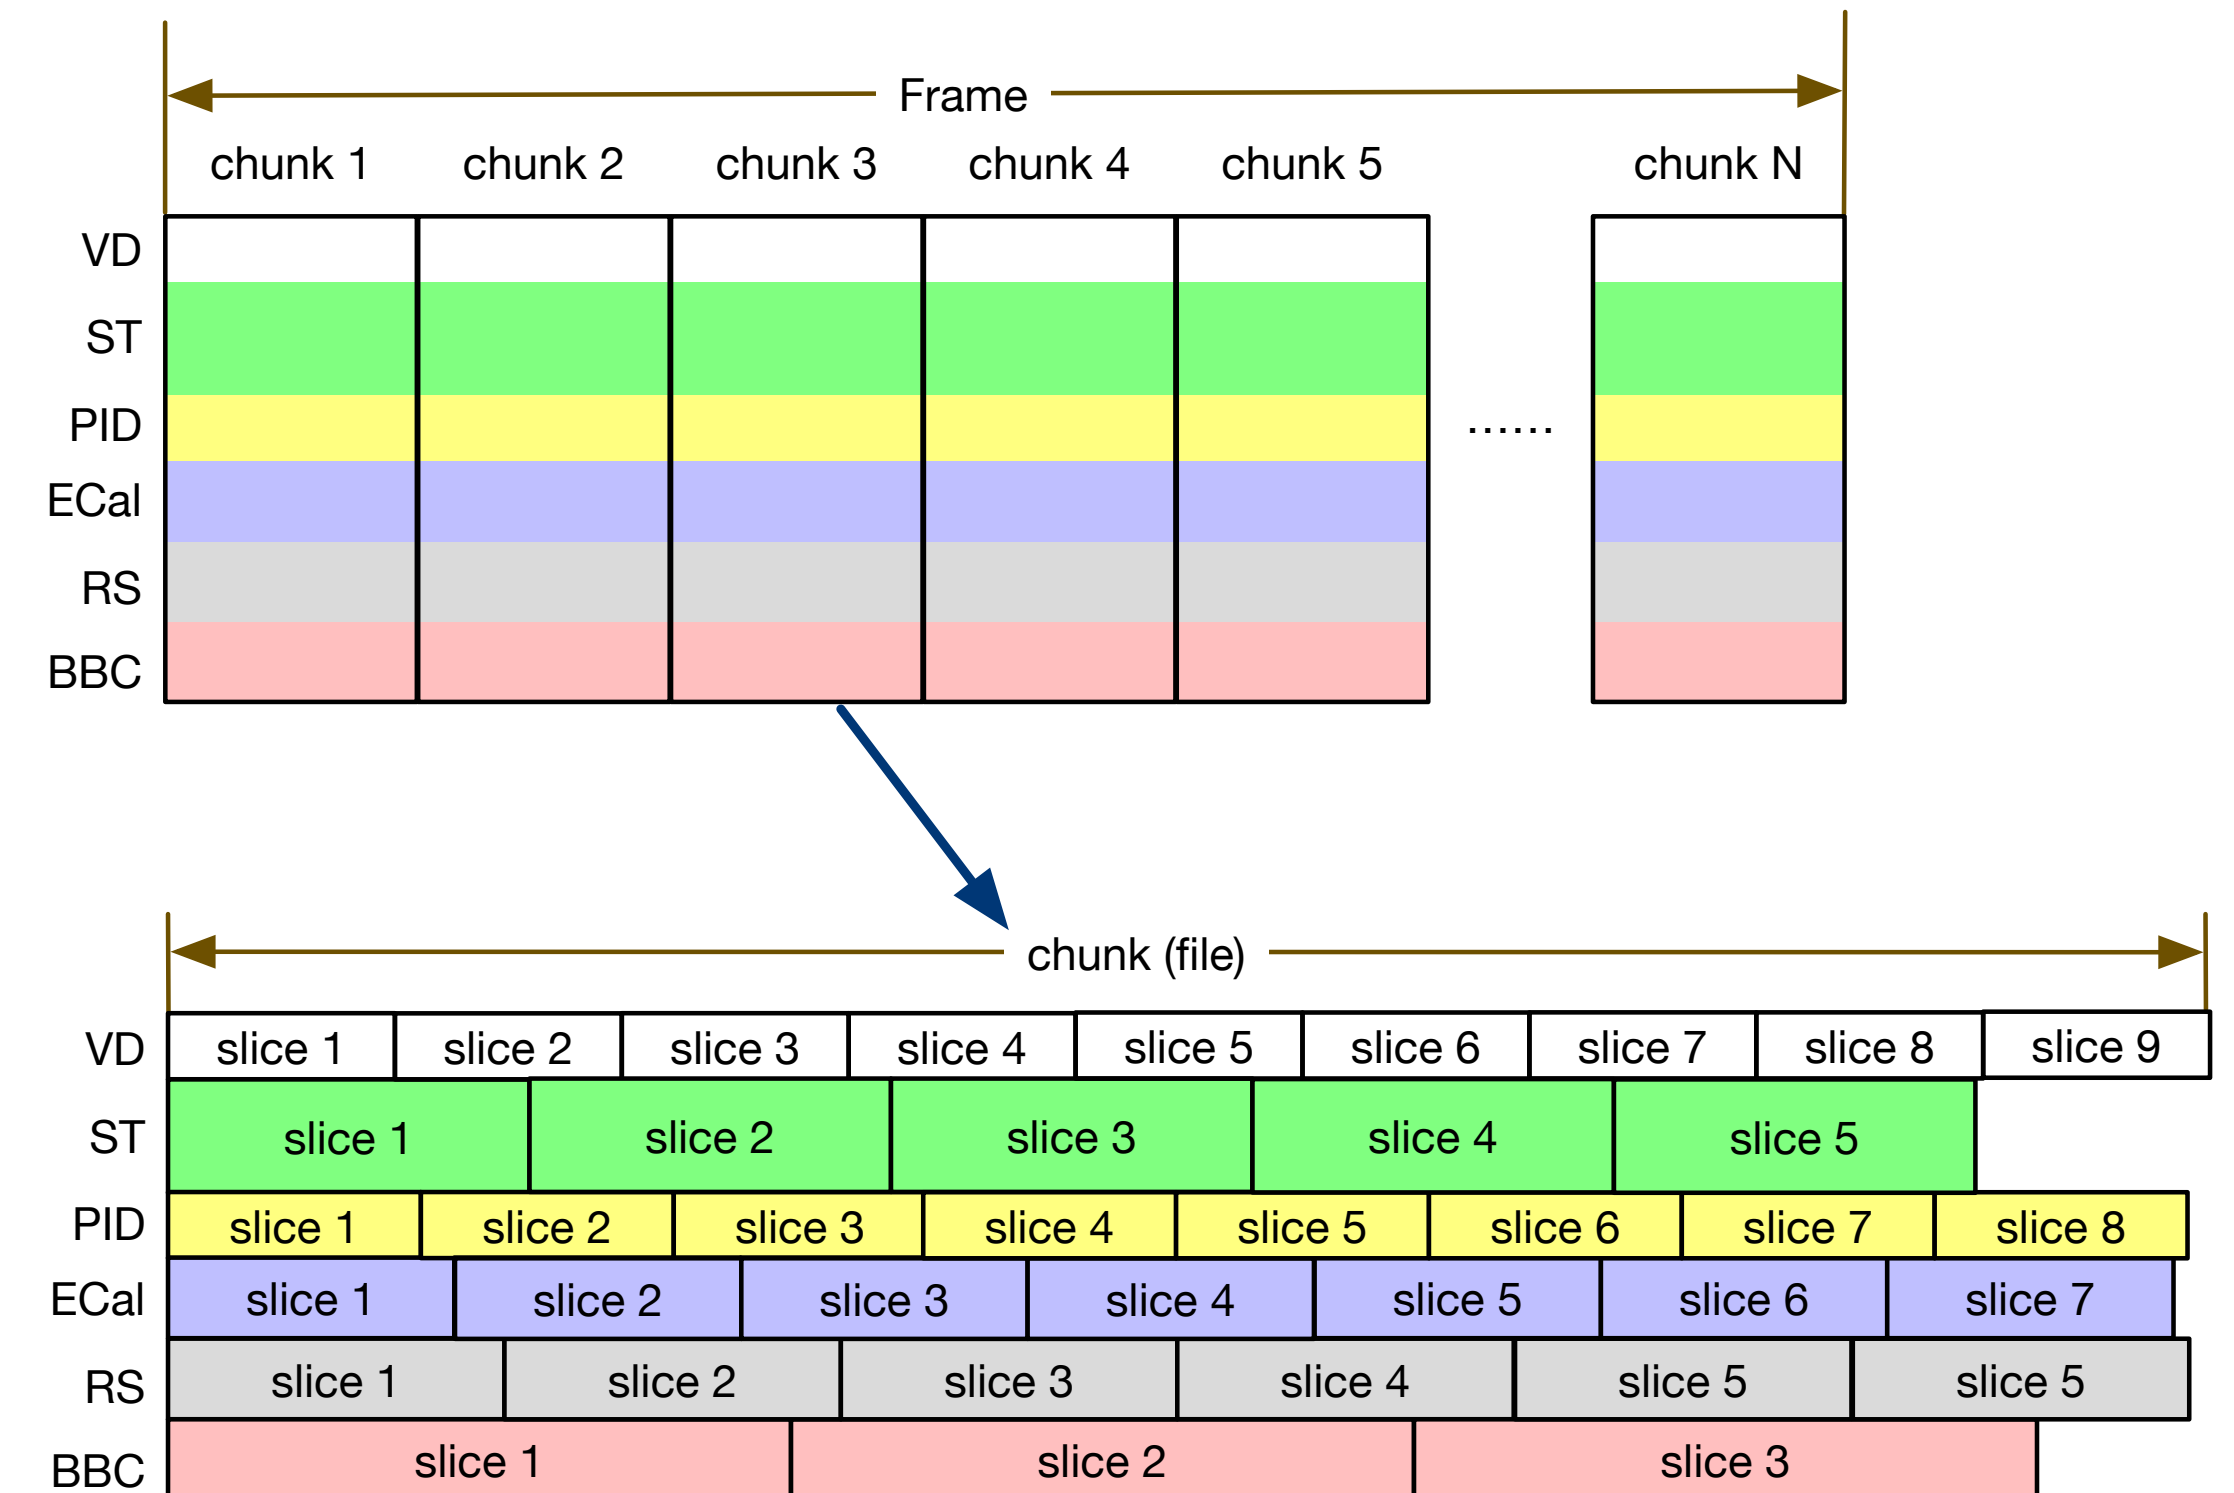 Frame
chunk 1 chunk 2 chunk 3 chunk 4 chunk 5 chunk N
VD
ST
PID ......
ECal
RS
BBC
chunk (file)
VD slice 1 slice 2 slice 3 slice 4 slice 5 slice 6 slice 7 slice 8 slice 9
ST slice 1 slice 2 slice 3 slice 4 slice 5
PID slice 1 slice 2 slice 3 slice 4 slice 5 slice 6 slice 7 slice 8
ECal slice 1 slice 2 slice 3 slice 4 slice 5 slice 6 slice 7
RS slice 1 slice 2 slice 3 slice 4 slice 5 slice 5
BBC slice 1 slice 2 slice 3